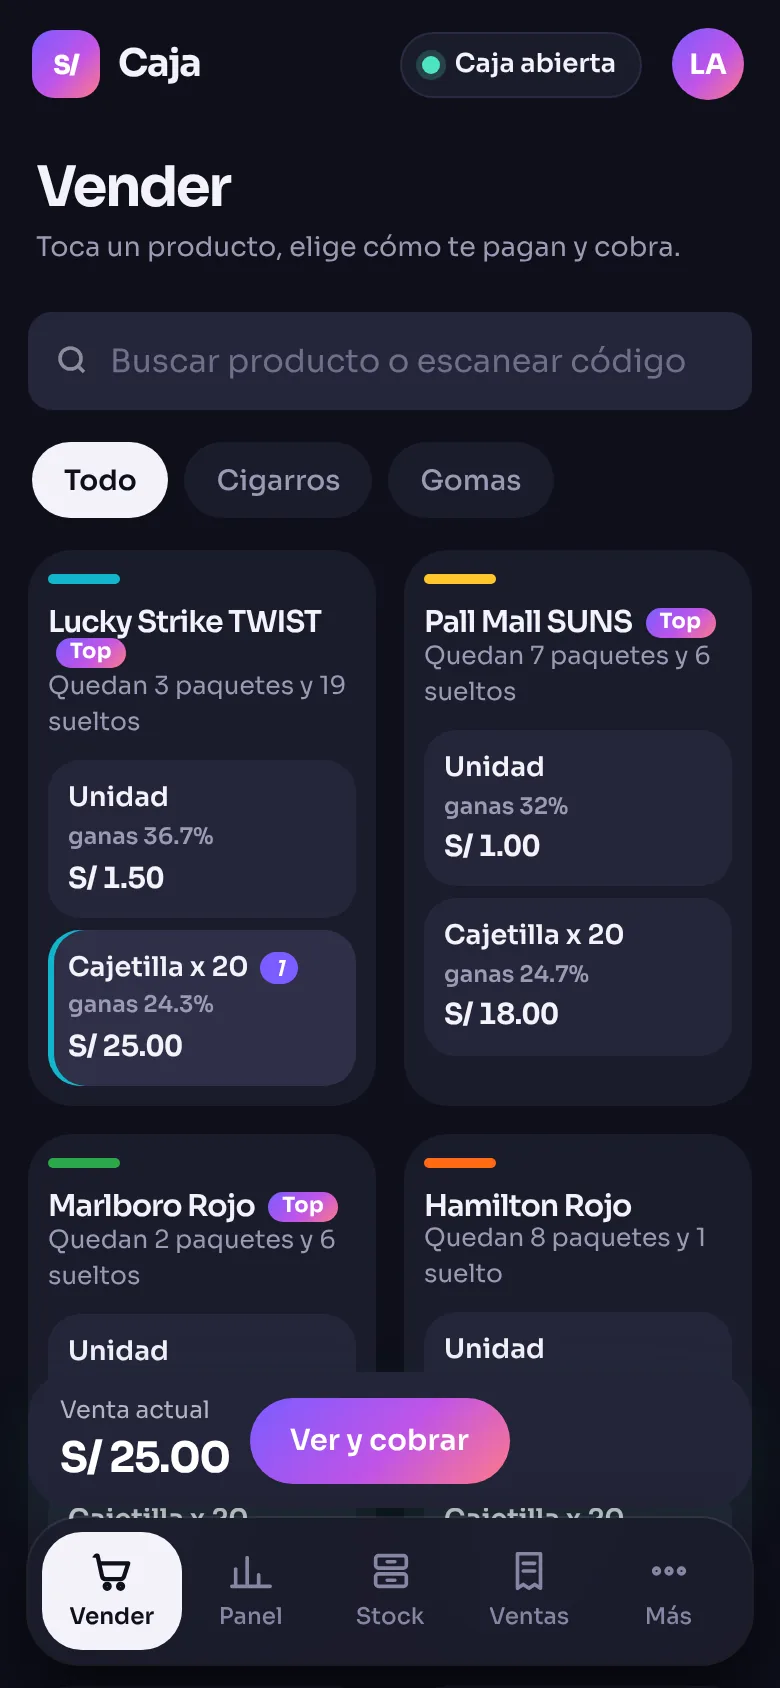 S/ Caja
Caja abierta
LA
Vender
Toca un producto, elige cómo te pagan y cobra.
Buscar producto o escanear código
Todo
Cigarros
Gomas
Lucky Strike TWIST
Top
Quedan 3 paquetes y 19
sueltos
Unidad
ganas 36.7%
S/ 1.50
Cajetilla x 20 1
ganas 24.3%
S/ 25.00
Pall Mall SUNS Top
Quedan 7 paquetes y 6
sueltos
Unidad
ganas 32%
S/ 1.00
Cajetilla x 20
ganas 24.7%
S/ 18.00
Marlboro Rojo Top
Quedan 2 paquetes y 6
sueltos
Unidad
Hamilton Rojo
Quedan 8 paquetes y 1
suelto
Unidad
Venta actual
S/ 25.00
Ver y cobrar
Cajetilla x 20
Cajetilla x 20
Vender
Panel
Stock
Ventas
Más